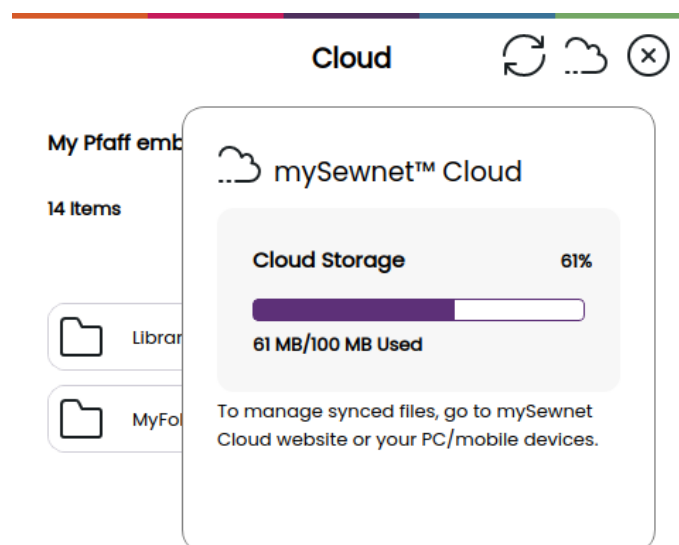 Cloud
My Pfaff emb
mySewnet™ Cloud
14 Items
Cloud Storage
61%
61 MB/100 MB Used
Librar
MyFol
To manage synced files, go to mySewnet
Cloud website or your PC/mobile devices.